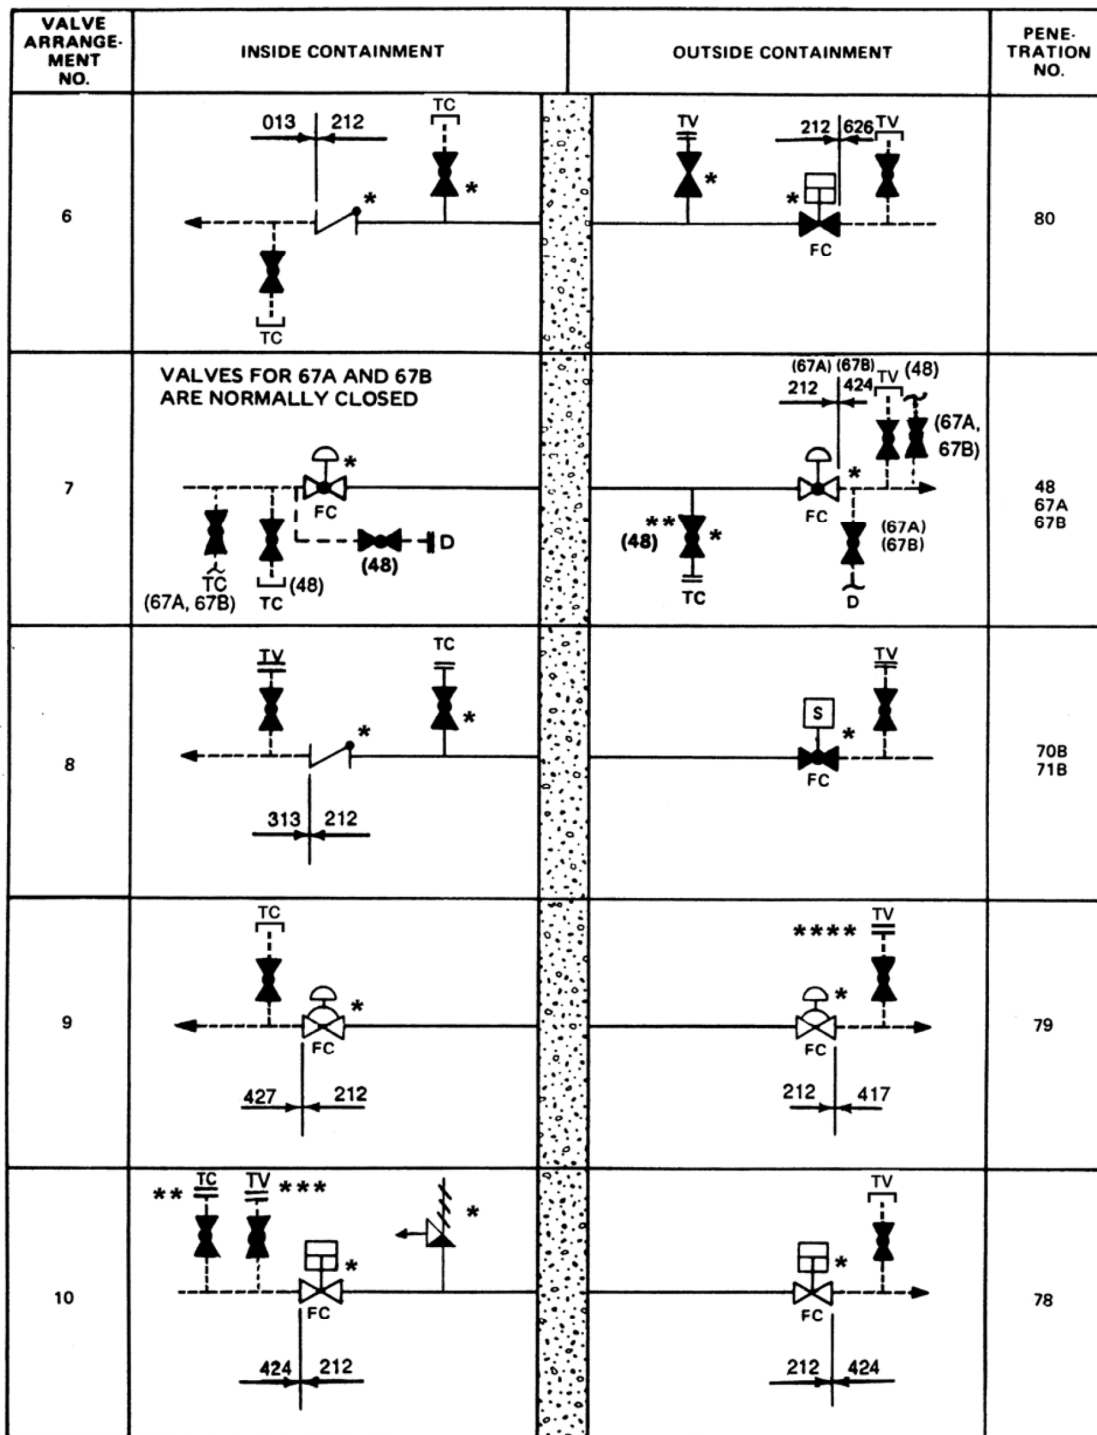 VALVE
ARRANGE-
MENT
NO.
INSIDE CONTAINMENT
OUTSIDE CONTAINMENT
PENE-
TRATION
NO.
6
013 212
TC
*
*
TC
TV
*
212 626
TV
*
FC
80
7
VALVES FOR 67A AND 67B
ARE NORMALLY CLOSED
*
FC
(48)
D
TC
(67A, 67B)
TC
(48)
(67A) (67B)
212 424
TV
(48)
(67A,
67B)
*
FC
**
(48)
*
TC
(67A)
(67B)
D
48
67A
67B
8
TV
TC
*
*
313 212
S
*
FC
TV
70B
71B
9
TC
*
FC
427 212
****
TV
*
FC
212 417
79
10
**
TC
TV
***
*
*
FC
424 212
TV
*
FC
212 424
78